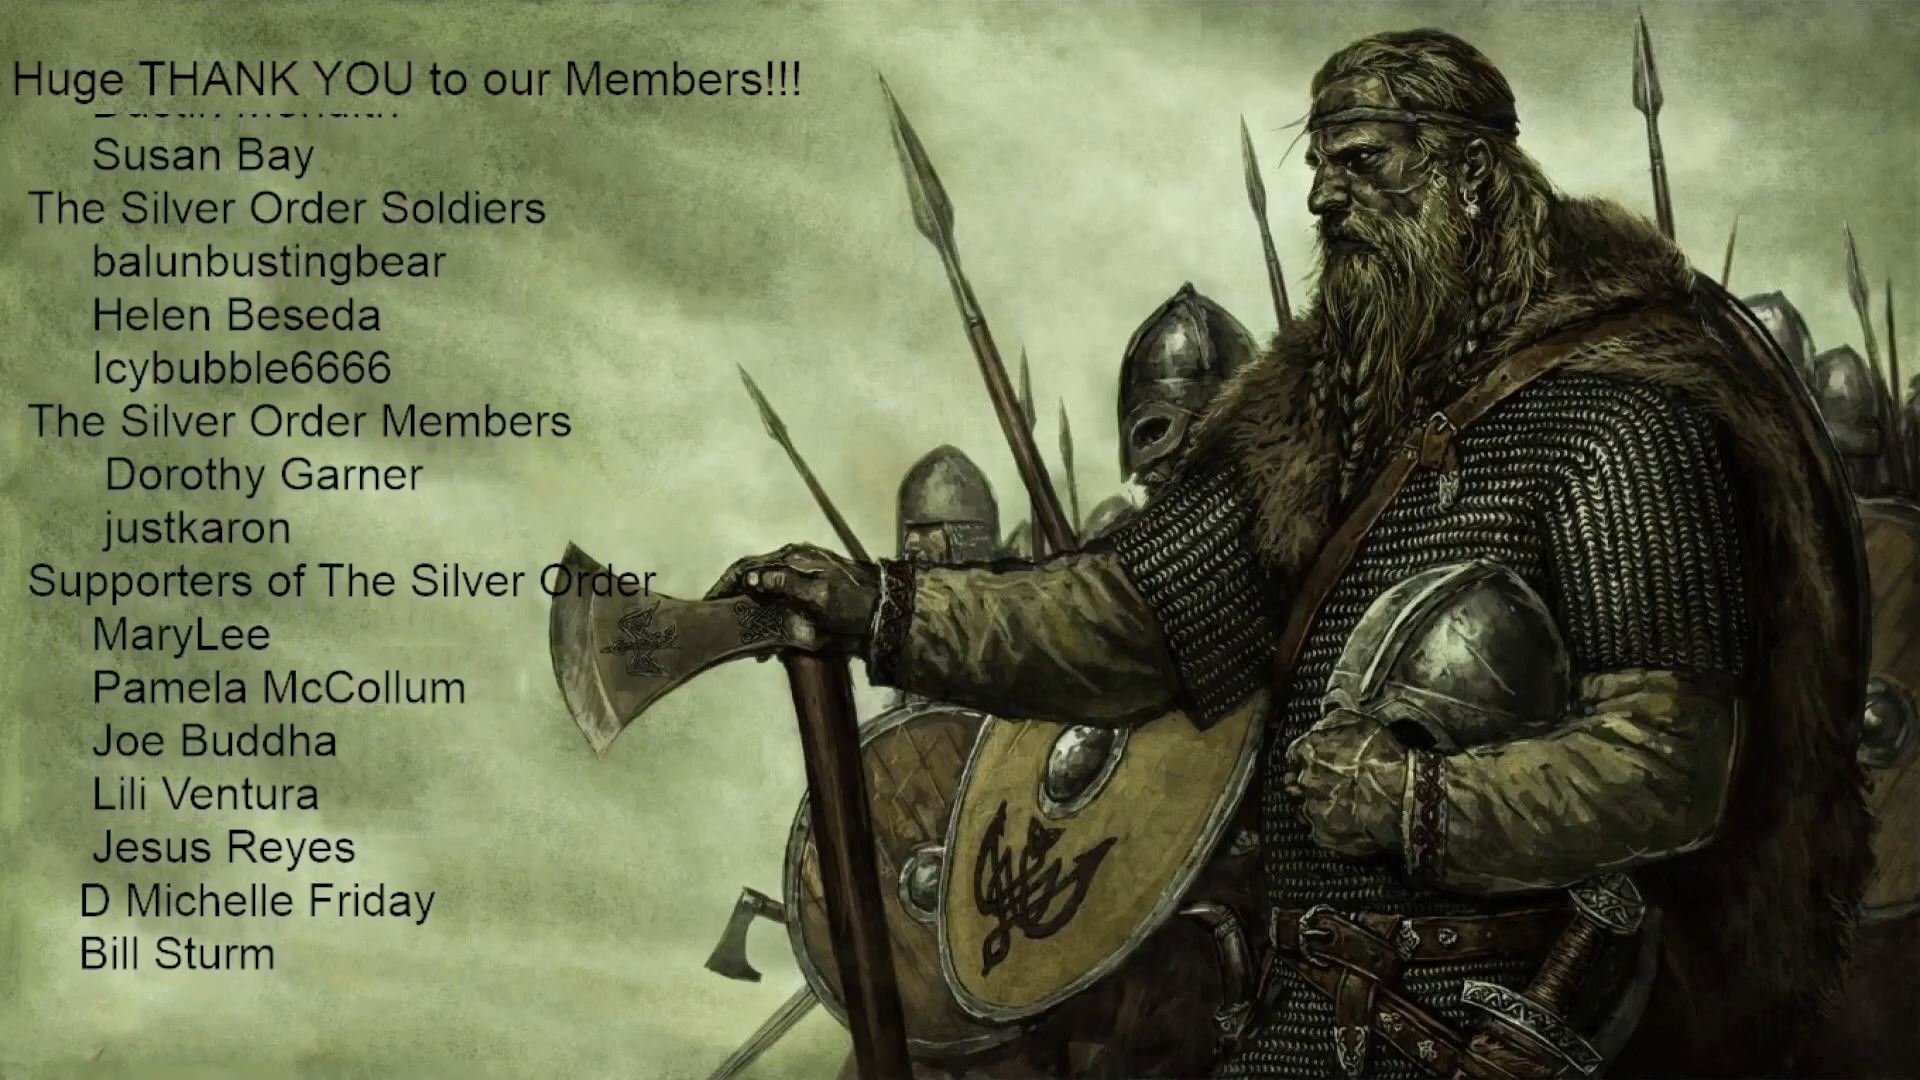 Huge THANK YOU to our Members!!!
Susan Bay
The Silver Order Soldiers
balunbustingbear
Helen Beseda
Icybubble6666
The Silver Order Members
Dorothy Garner
justkaron
Supporters of The Silver Order
MaryLee
Pamela McCollum
Joe Buddha
Lili Ventura
Jesus Reyes
D Michelle Friday
Bill Sturm